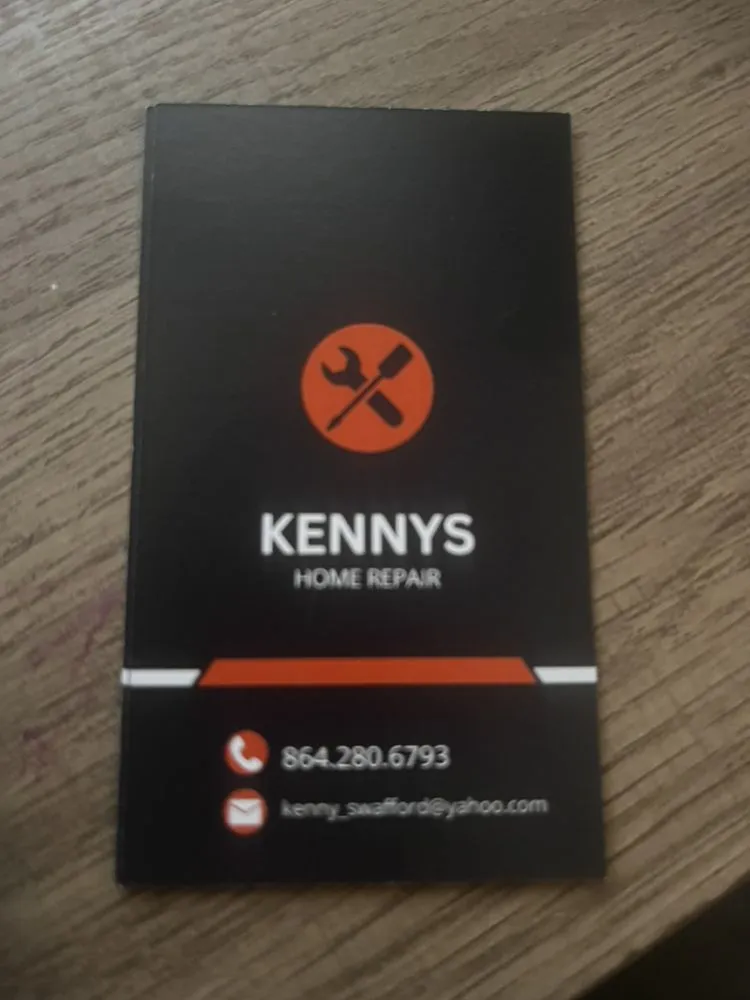 KENNYS
HOME REPAIR
864.280.6793
kenny_swafford@yahoo.com